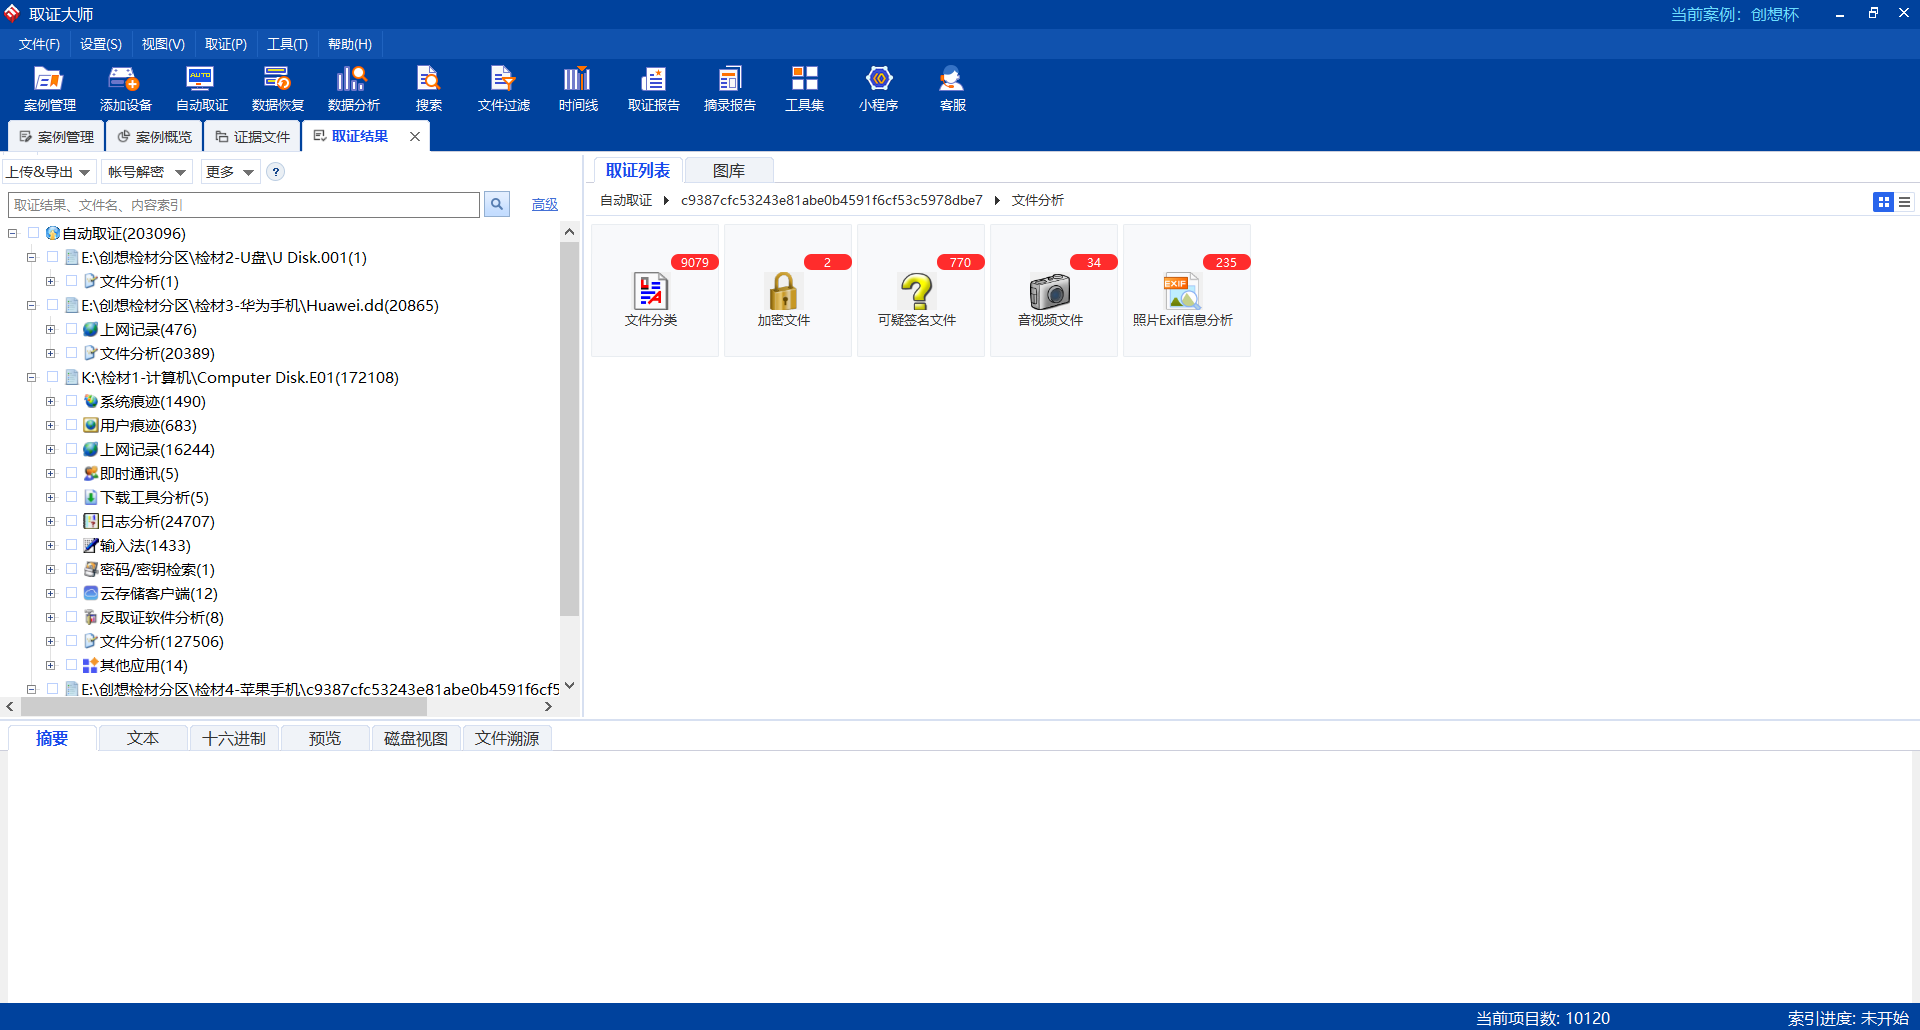 取证大师
当前案例：创想杯
文件(F) 设置(S) 视图(V) 取证(P) 工具(T) 帮助(H)
案例管理 添加设备 自动取证 数据恢复 数据分析 搜索 文件过滤 时间线 取证报告 摘录报告 工具集 小程序 客服
案例管理 案例概览 证据文件 取证结果
上传&导出 帐号解密 更多 ?
取证结果、文件名、内容索引 高级
自动取证(203096)
E:\创想检材分区\检材2-U盘\U Disk.001(1)
文件分析(1)
E:\创想检材分区\检材3-华为手机\Huawei.dd(20865)
上网记录(476)
文件分析(20389)
K:\检材1-计算机\Computer Disk.E01(172108)
系统痕迹(1490)
用户痕迹(683)
上网记录(16244)
即时通讯(5)
下载工具分析(5)
日志分析(24707)
输入法(1433)
密码/密钥检索(1)
云存储客户端(12)
反取证软件分析(8)
文件分析(127506)
其他应用(14)
E:\创想检材分区\检材4-苹果手机\c9387cfc53243e81abe0b4591f6cf5
取证列表 图库
自动取证 c9387cfc53243e81abe0b4591f6cf53c5978dbe7 文件分析
9079 2 770 34 235
AUTO
EXIF
文件分类 加密文件 可疑签名文件 音视频文件 照片Exif信息分析
摘要 文本 十六进制 预览 磁盘视图 文件溯源
当前项目数: 10120
索引进度: 未开始